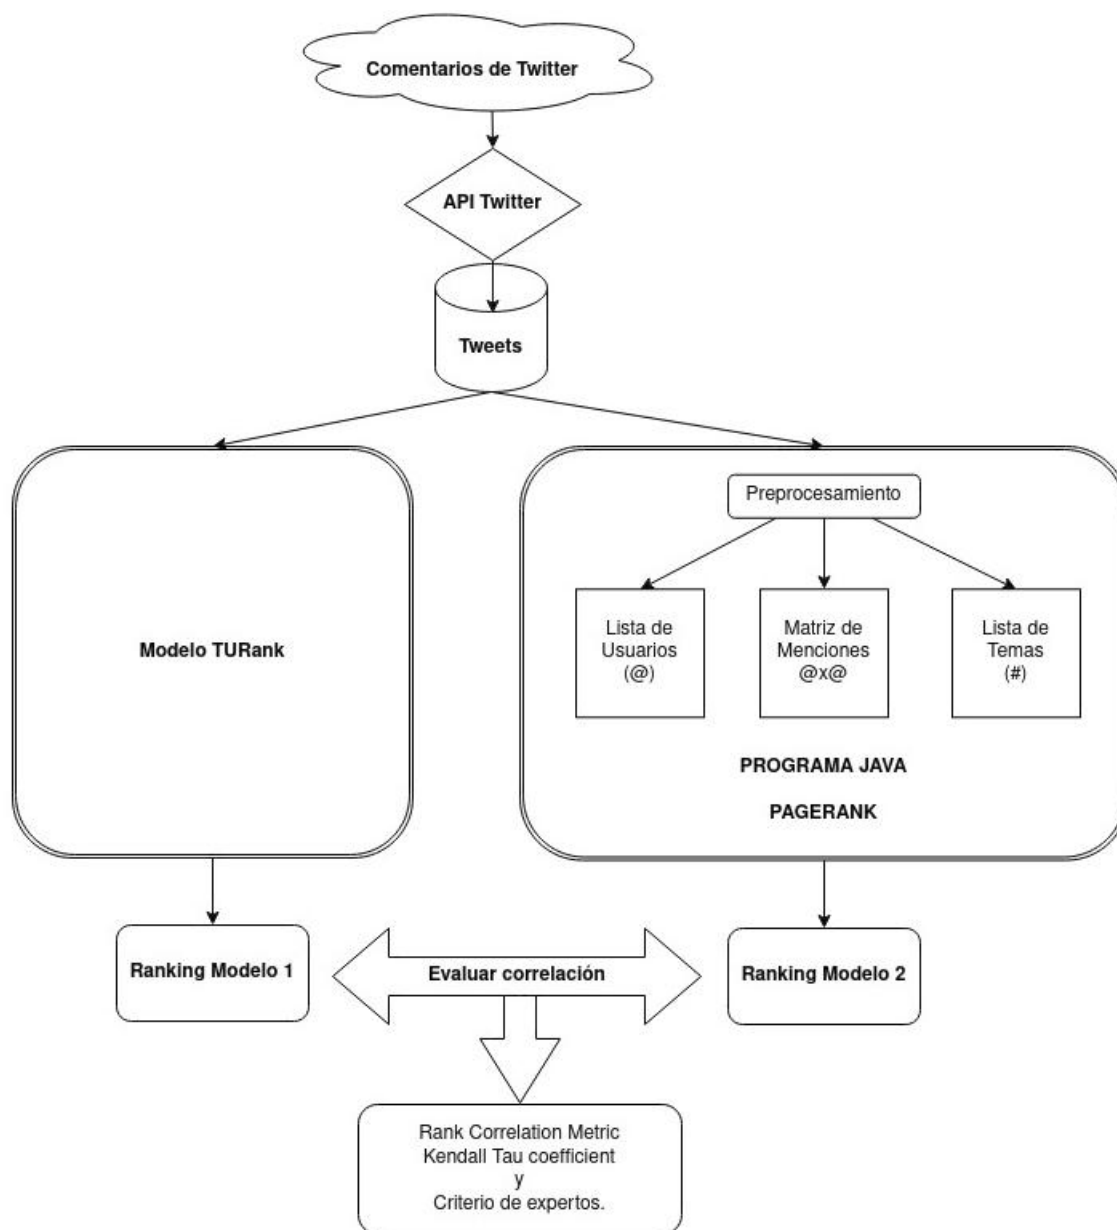 Comentarios de Twitter
API Twitter
Tweets
Modelo TURank
Preprocesamiento
Lista de
Usuarios
(@)
Matriz de
Menciones
@x@
Lista de
Temas
(#)
PROGRAMA JAVA
PAGERANK
Ranking Modelo 1
Evaluar correlación
Ranking Modelo 2
Rank Correlation Metric
Kendall Tau coefficient
y
Criterio de expertos.